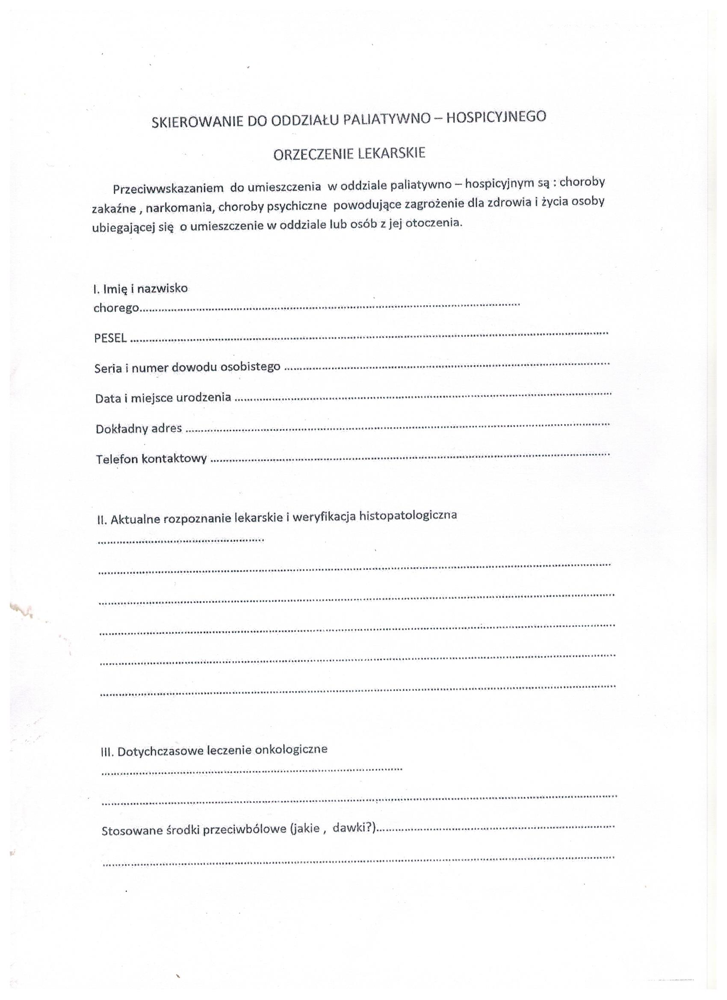 SKIEROWANIE DO ODDZIAŁU PALIATYWNO – HOSPICYJNEGO
ORZECZENIE LEKARSKIE
Przeciwwskazaniem do umieszczenia w oddziale paliatywno – hospicyjnym są : choroby
zakaźne , narkomania, choroby psychiczne powodujące zagrożenie dla zdrowia i życia osoby
ubiegającej się o umieszczenie w oddziale lub osób z jej otoczenia.
I. Imię i nazwisko
chorego...........................................................................
PESEL ...........................................................................
Seria i numer dowodu osobistego ...........................................................................
Data i miejsce urodzenia ...........................................................................
Dokładny adres ...........................................................................
Telefon kontaktowy ...........................................................................
II. Aktualne rozpoznanie lekarskie i weryfikacja histopatologiczna
..................................................
...........................................................................
...........................................................................
...........................................................................
...........................................................................
...........................................................................
III. Dotychczasowe leczenie onkologiczne
...........................................................................
...........................................................................
Stosowane środki przeciwbólowe (jakie , dawki?)...........................................................................
...........................................................................